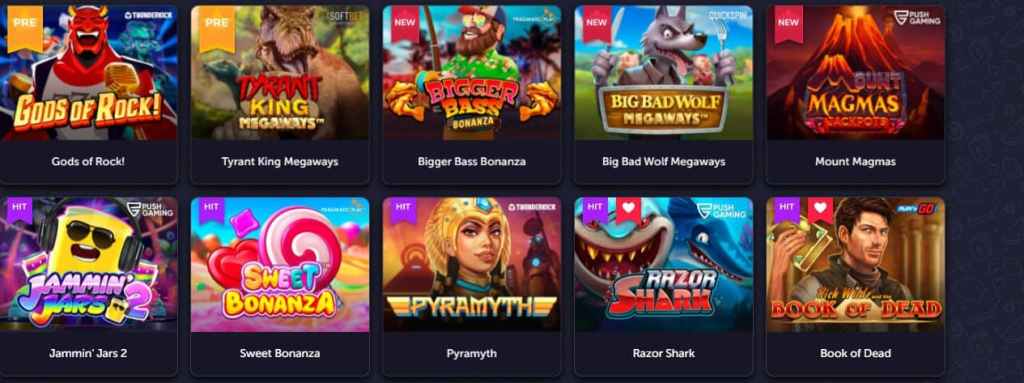 PRE
THUNDERKICK
GODS OF ROCK!
Gods of Rock!
PRE
iSOFTBET
TYRANT
KING
MEGAWAYS™
Tyrant King Megaways
NEW
PRAGMATIC PLAY
BIGGER
BASS
BONANZA
Bigger Bass Bonanza
NEW
QUICKSPIN
BIG BAD WOLF
MEGAWAYS™
Big Bad Wolf Megaways
NEW
PUSH
GAMING
MOUNT
MAGMAS
JACKPOTS
Mount Magmas
HIT
PUSH
GAMING
JAMMIN'
JARS 2
Jammin' Jars 2
HIT
PRAGMATIC PLAY
SWEET
BONANZA
Sweet Bonanza
HIT
THUNDERKICK
PYRAMYTH
Pyramyth
HIT
PUSH
GAMING
RAZOR
SHARK
Razor Shark
HIT
PLAY'n GO
Rich Wilde and the
BOOK OF DEAD
Book of Dead